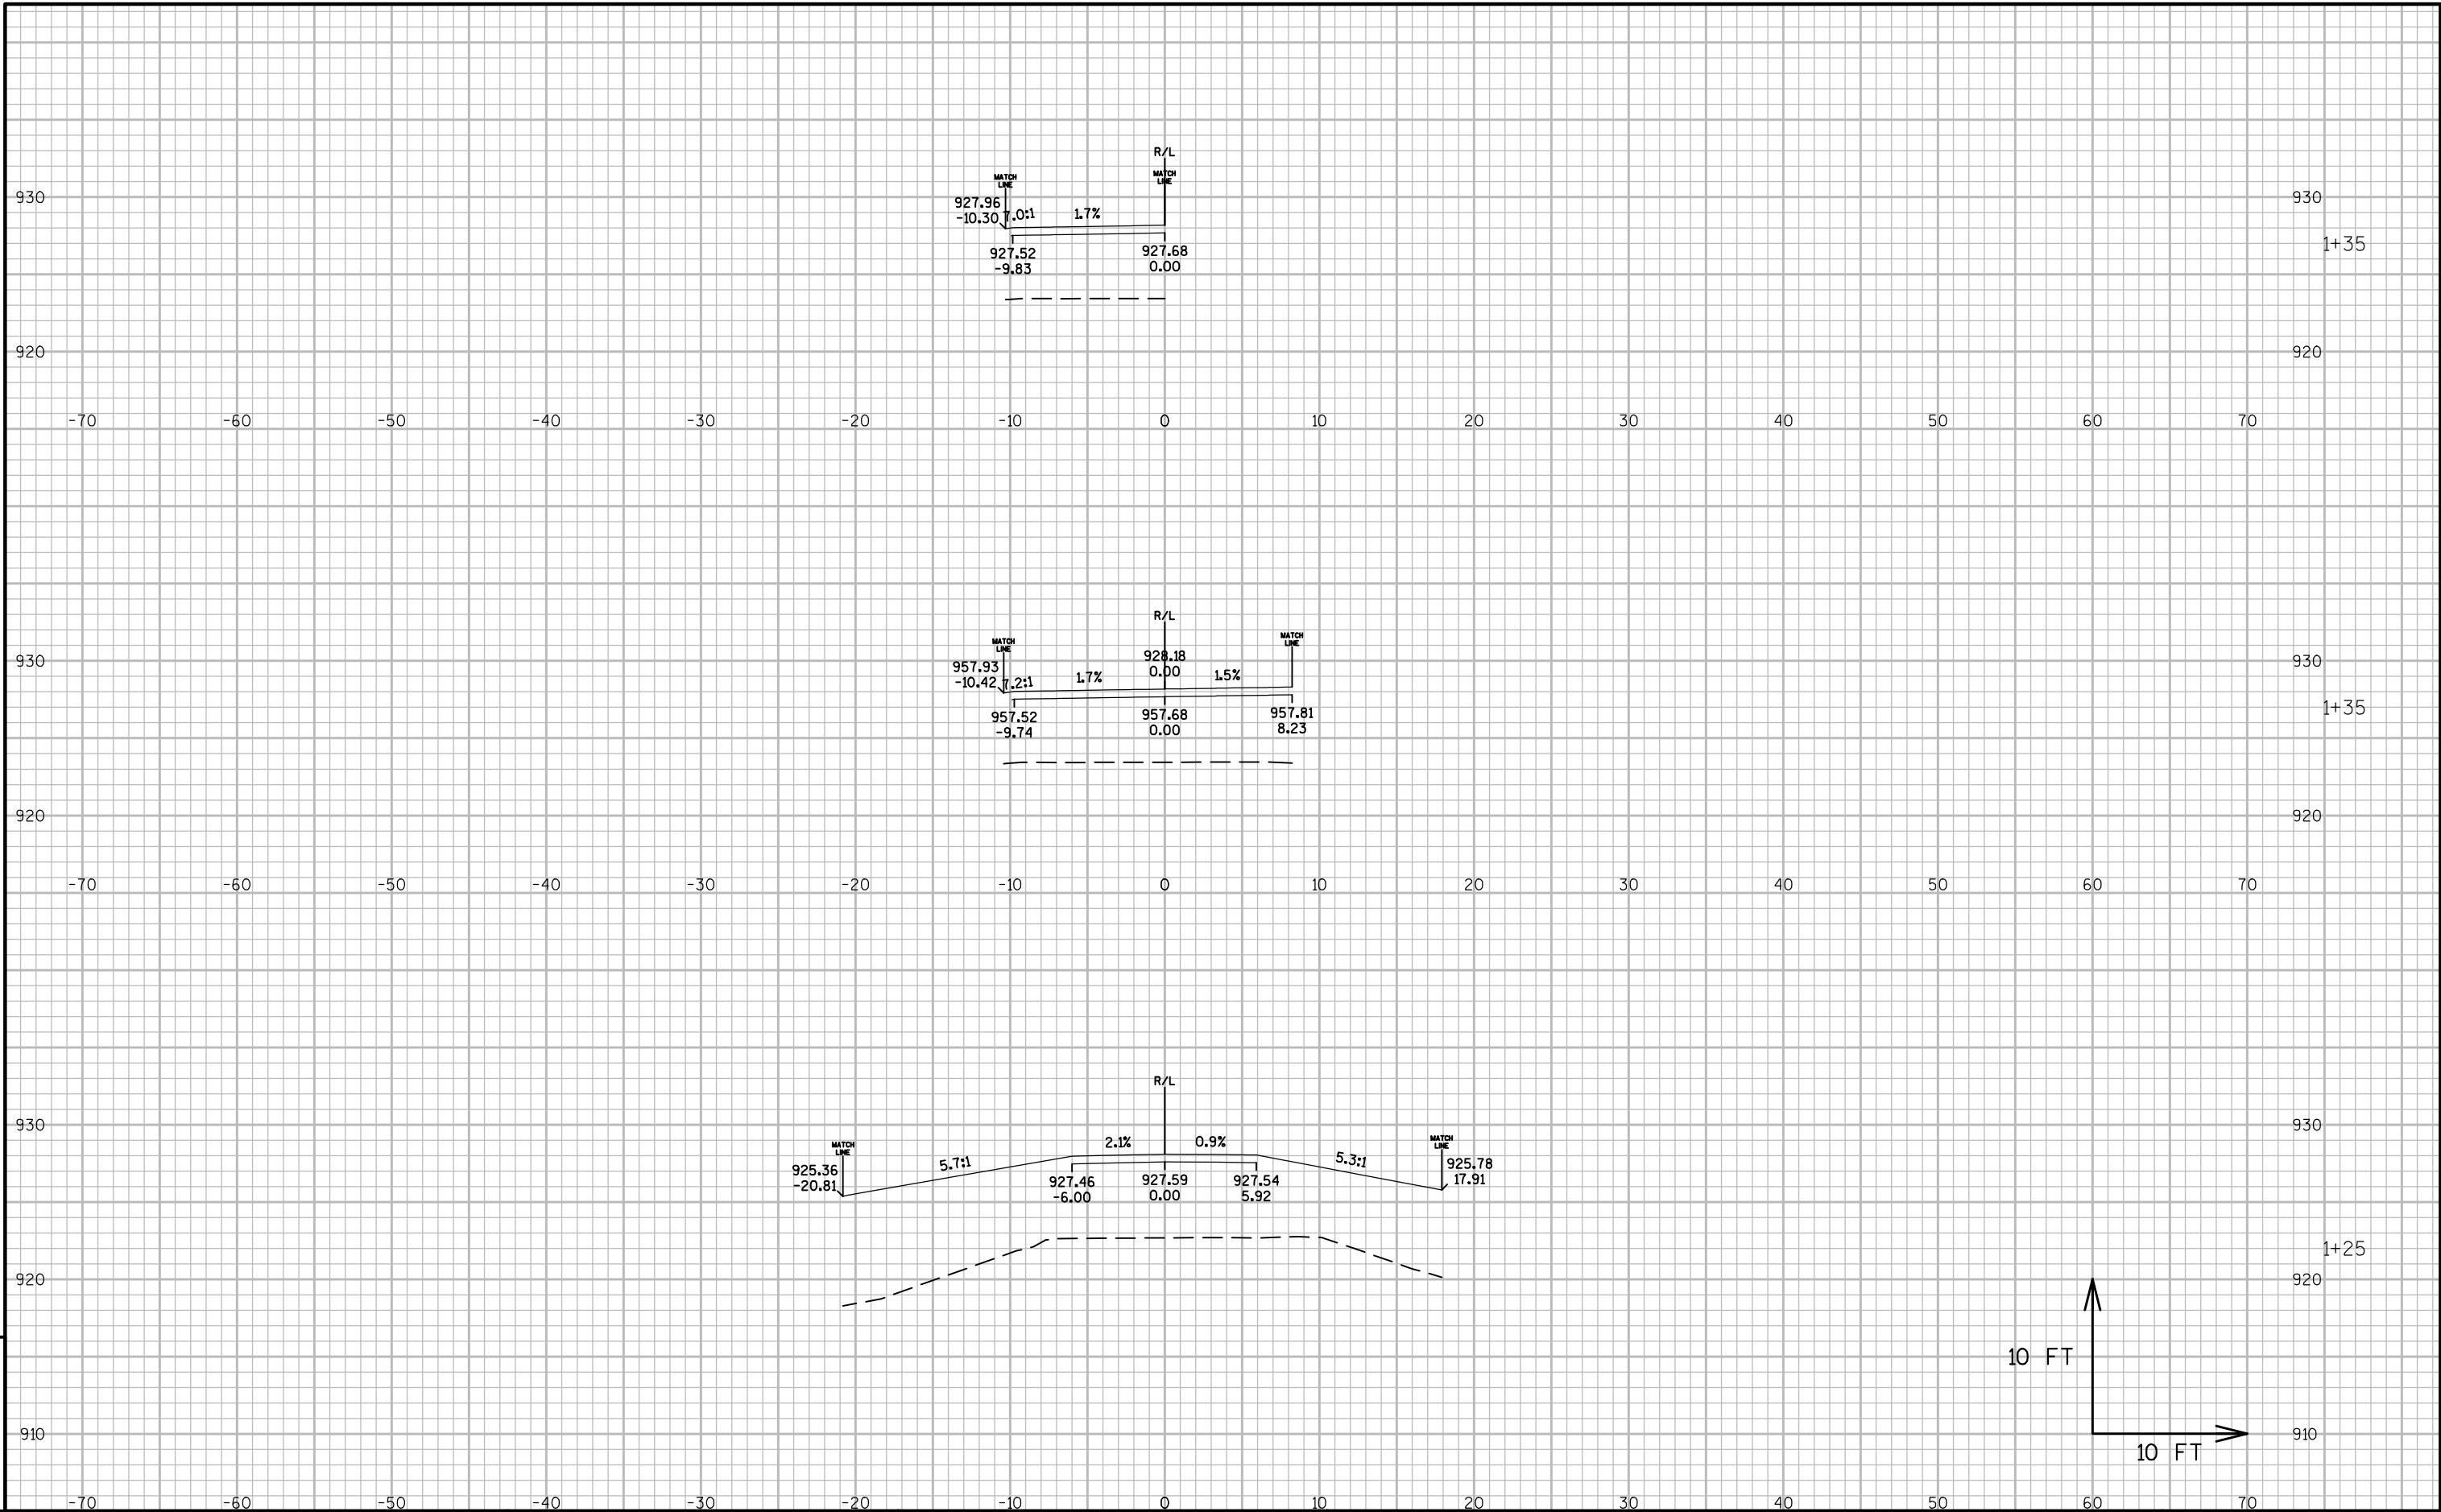 R/L
MATCH
LINE
MATCH
LINE
930
927.96
-10.30
7.0:1
1.7%
930
927.52
-9.83
927.68
0.00
1+35
920
920
-70 -60 -50 -40 -30 -20 -10 0 10 20 30 40 50 60 70
R/L
MATCH
LINE
MATCH
LINE
930
957.93
-10.42
7.2:1
1.7%
928.18
0.00
1.5%
930
957.52
-9.74
957.68
0.00
957.81
8.23
1+35
920
920
-70 -60 -50 -40 -30 -20 -10 0 10 20 30 40 50 60 70
R/L
930
930
MATCH
LINE
2.1%
0.9%
MATCH
LINE
925.36
-20.81
5.7:1
5.3:1
925.78
17.91
927.46
-6.00
927.59
0.00
927.54
5.92
1+25
920
920
10 FT
910
910
10 FT
-70 -60 -50 -40 -30 -20 -10 0 10 20 30 40 50 60 70